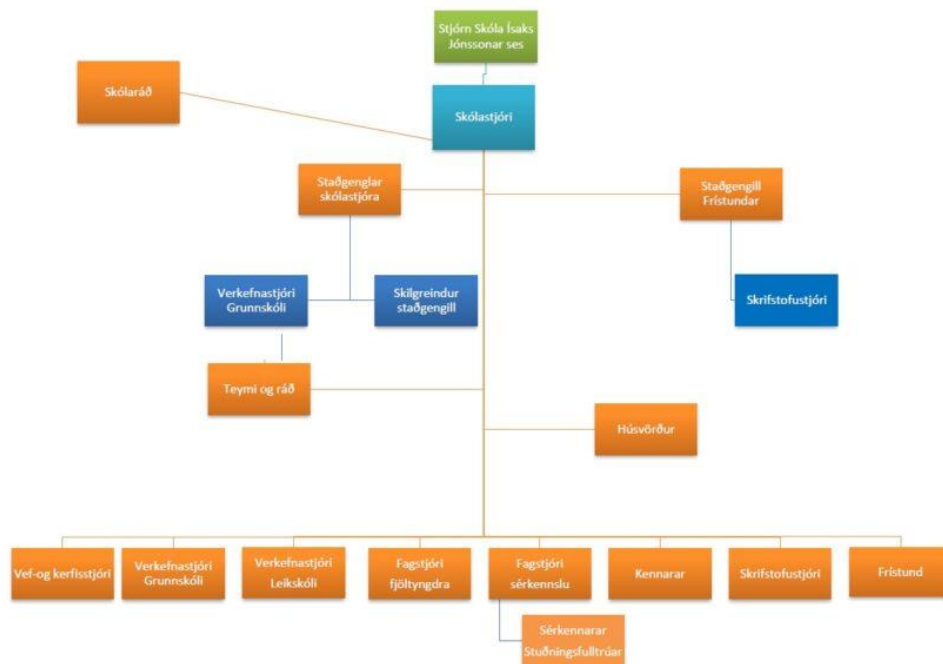 Stjórn Skóla Ísaks
Jónssonar ses
Skólaráð
Skólastjóri
Staðgenglar
skólastjóra
Staðgengill
Frístundar
Verkefnastjóri
Grunnskóli
Skilgreindur
staðgengill
Skrifstofustjóri
Teymi og ráð
Húsvörður
Vef-og kerfisstjóri
Verkefnastjóri
Grunnskóli
Verkefnastjóri
Leikskóli
Fagstjóri
fjöltyngdra
Fagstjóri
sérkennslu
Kennarar
Skrifstofustjóri
Frístund
Sérkennarar
Stuðningsfulltrúar